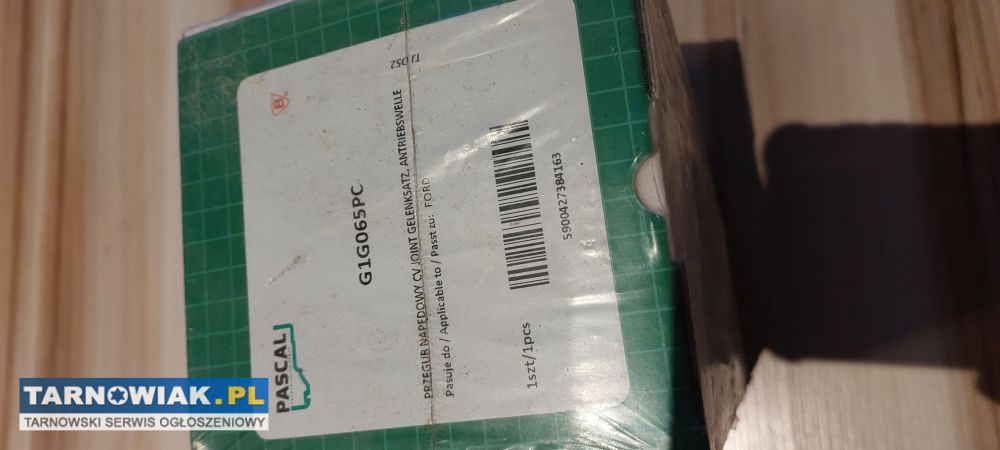 PASCAL
G1G065PC
B
PRZEGUB NAPĘDOWY CV JOINT GELENKSATZ, ANTRIEBSWELLE
Pasuje do / Applicable to / Passt zu: FORD
1szt/1pcs
5900427384163
TARNOWIAK.PL
TARNOWSKI SERWIS OGŁOSZENIOWY